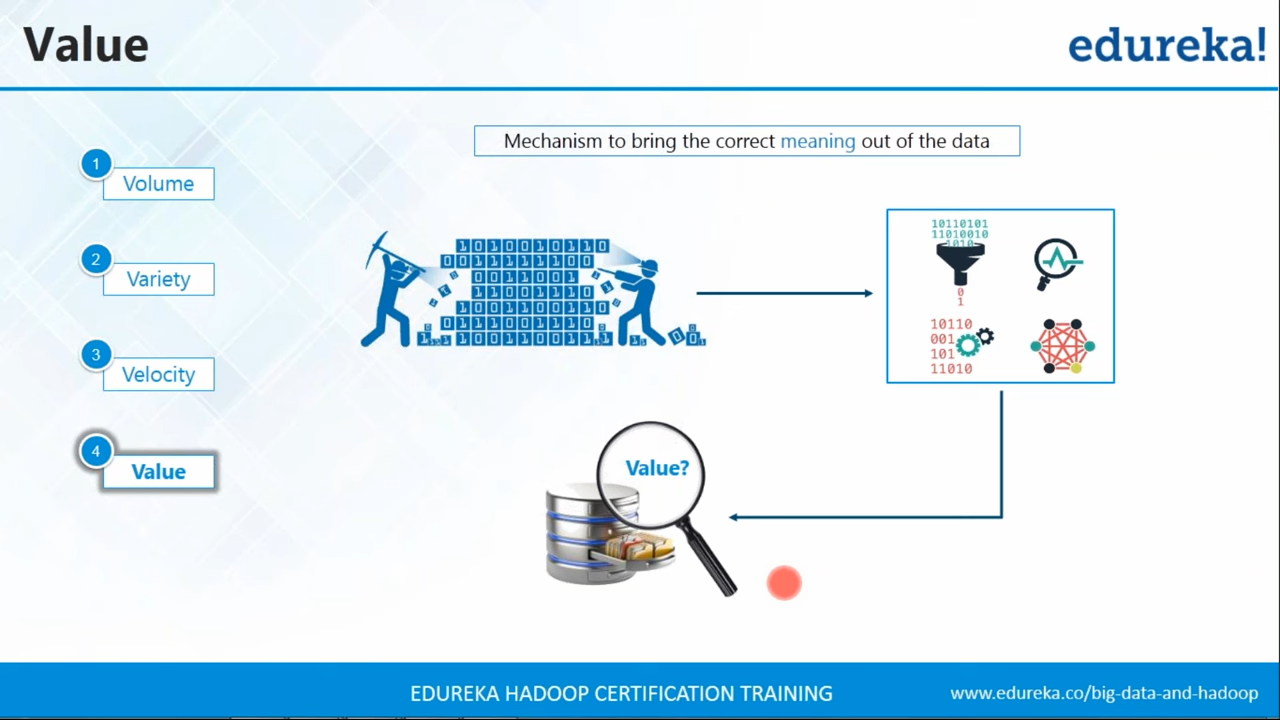 Value
edureka!
Mechanism to bring the correct meaning out of the data
1
Volume
2
Variety
3
Velocity
4
Value
10110101
11010010
1010
0
1
10110
001
101
11010
Value?
EDUREKA HADOOP CERTIFICATION TRAINING
www.edureka.co/big-data-and-hadoop